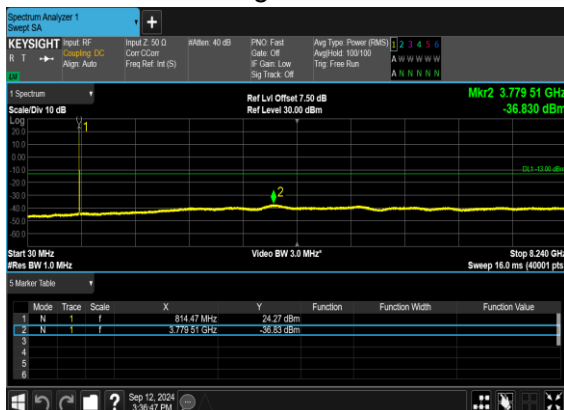 Spectrum Analyzer 1
Swept SA
+
KEYSIGHT Input: RF Input Z: 50 Ω #Atten: 40 dB PNO: Fast Avg Type: Power (RMS) 1 2 3 4 5 6
R T Coupling: DC Corr CCorr Gate: Off Avg|Hold: 100/100 A W W W W W
Align: Auto Freq Ref: Int (S) IF Gain: Low Trig: Free Run A N N N N N
Sig Track: Off
1 Spectrum Ref Lvl Offset 7.50 dB Mkr2 3.779 51 GHz
Scale/Div 10 dB Ref Level 30.00 dBm -36.830 dBm
Log
20.0 1
10.0
0.00
-10.0 DL1 -13.00 dBm
-20.0
-30.0 2
-40.0
-50.0
-60.0
Start 30 MHz Video BW 3.0 MHz* Stop 8.240 GHz
#Res BW 1.0 MHz Sweep 16.0 ms (40001 pts)
5 Marker Table
Mode Trace Scale X Y Function Function Width Function Value
1 N 1 f 814.47 MHz 24.27 dBm
2 N 1 f 3.779 51 GHz -36.83 dBm
3
4
5
6
? Sep 12, 2024
3:36:47 PM